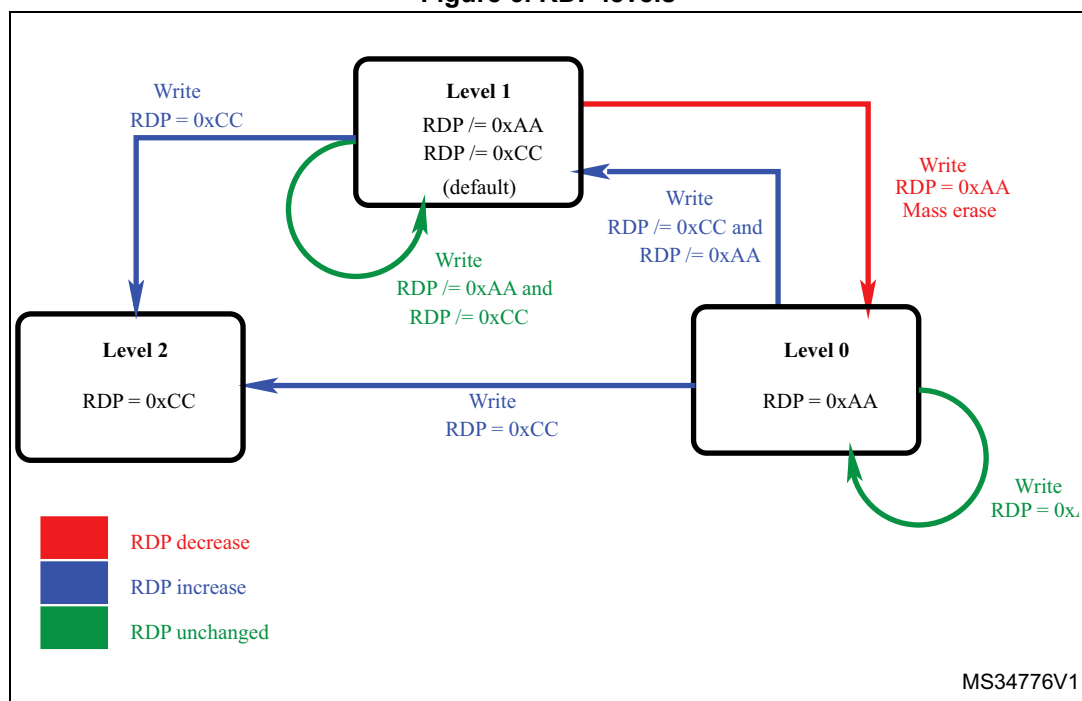 Level 1
RDP /= 0xAA
RDP /= 0xCC
(default)
Write
RDP = 0xCC
Write
RDP = 0xAA
Mass erase
Write
RDP /= 0xCC and
RDP /= 0xAA
Write
RDP /= 0xAA and
RDP /= 0xCC
Level 2
RDP = 0xCC
Level 0
RDP = 0xAA
Write
RDP = 0xCC
Write
RDP = 0xA
RDP decrease
RDP increase
RDP unchanged
MS34776V1